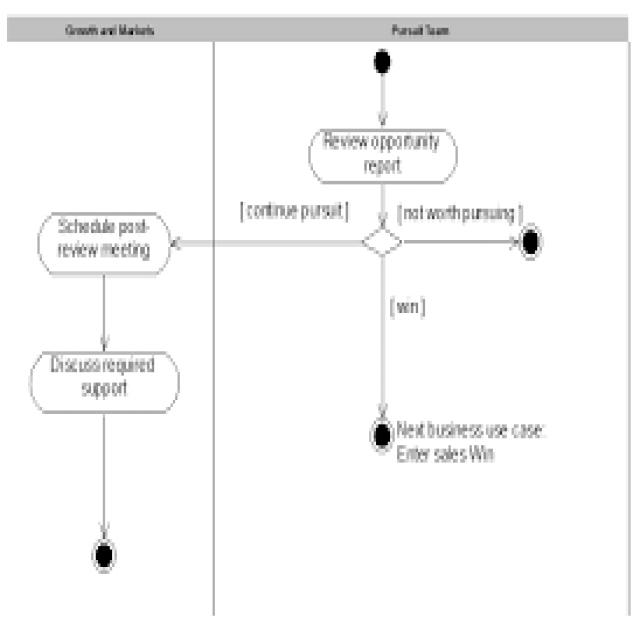 Growth and Markets
Pursuit Team
Review opportunity
report
[ continue pursuit ]
[not worth pursuing ]
Schedule post-
review meeting
[ win ]
Discuss required
support
Next business use case:
Enter sales Win